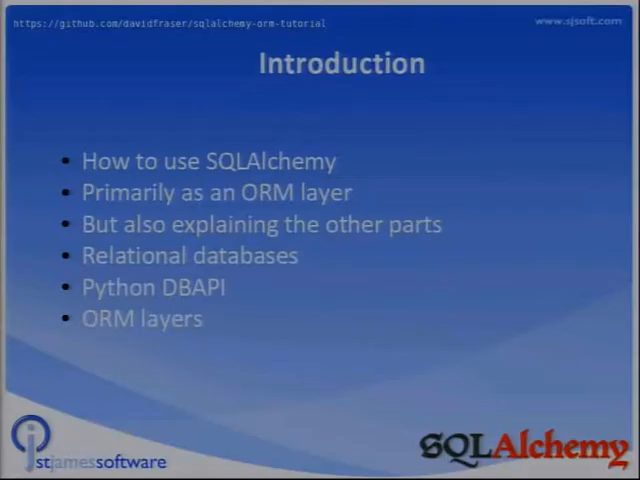 https://github.com/davidfraser/sqlalchemy-orm-tutorial
www.sjsoft.com
Introduction
How to use SQLAlchemy
Primarily as an ORM layer
But also explaining the other parts
Relational databases
Python DBAPI
ORM layers
stjamessoftware
SQLAlchemy